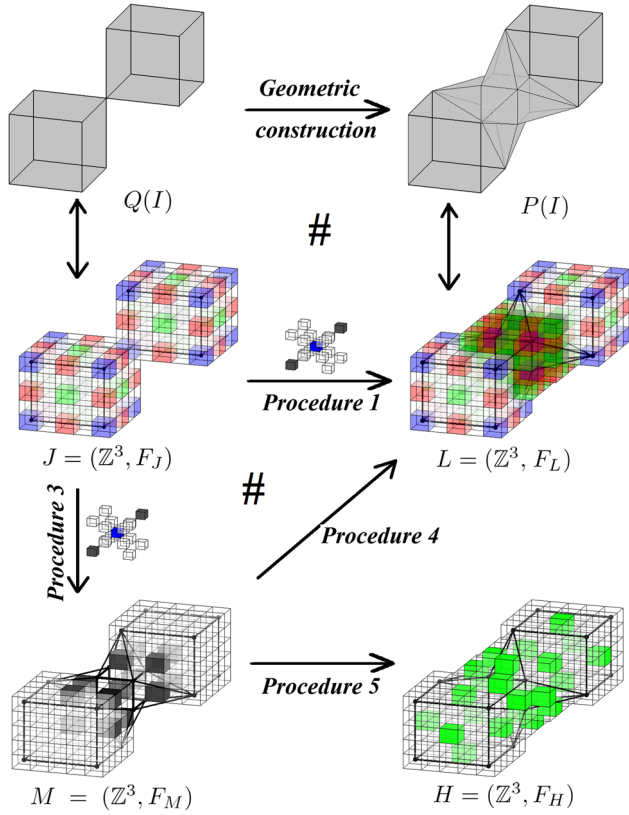 Geometric
construction
Q(I)
P(I)
#
Procedure 1
J = (ℤ³, F_J)
L = (ℤ³, F_L)
#
Procedure 3
Procedure 4
Procedure 5
M = (ℤ³, F_M)
H = (ℤ³, F_H)